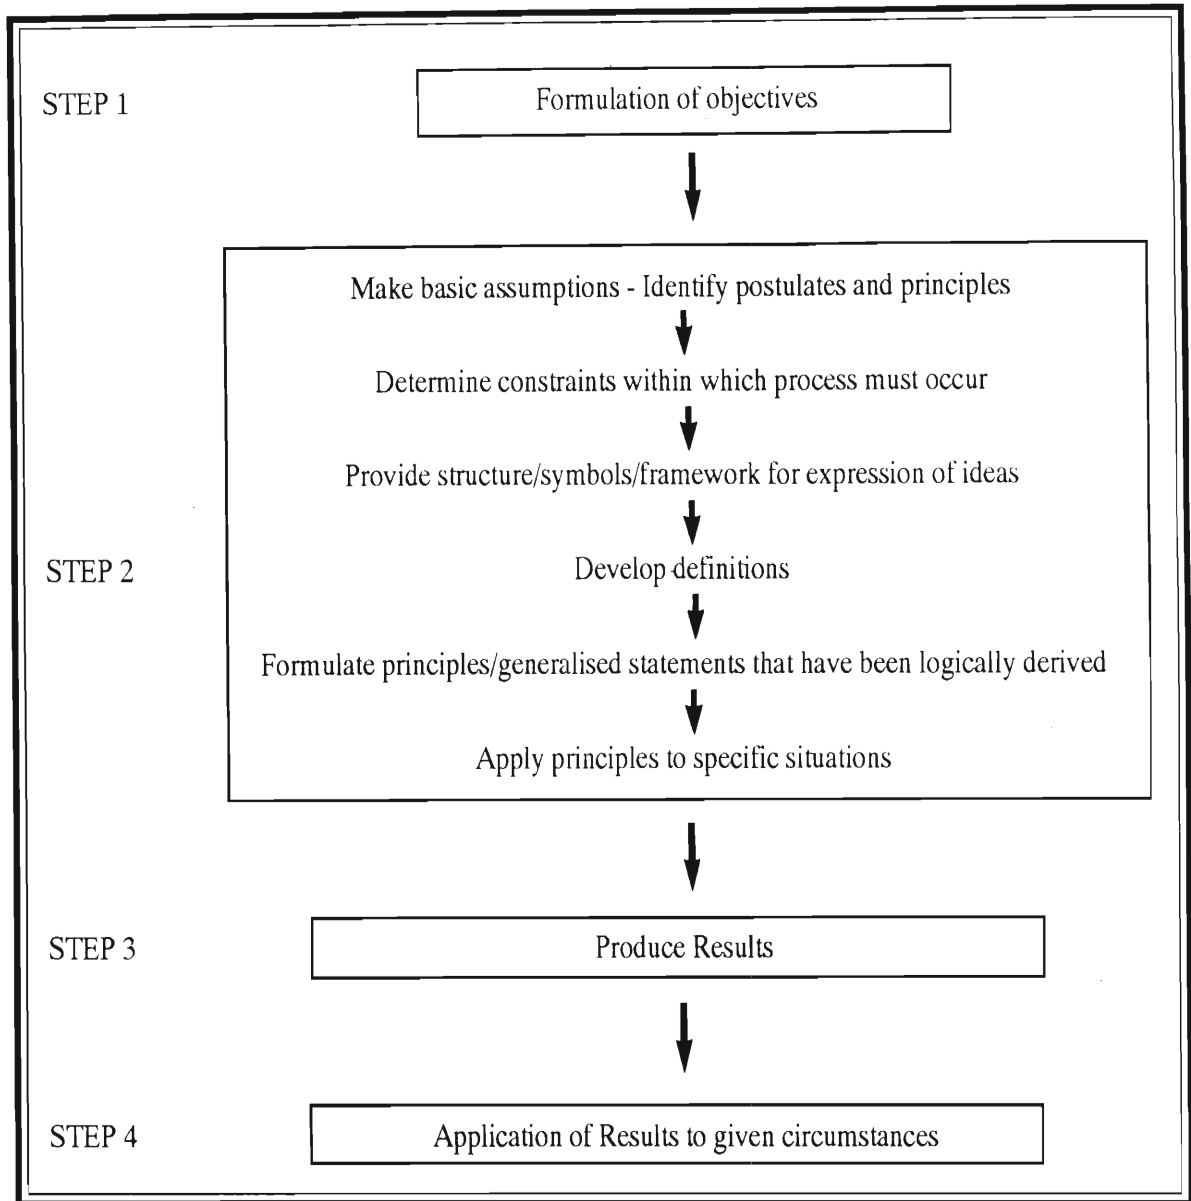 STEP 1
Formulation of objectives
Make basic assumptions - Identify postulates and principles
Determine constraints within which process must occur
Provide structure/symbols/framework for expression of ideas
STEP 2
Develop definitions
Formulate principles/generalised statements that have been logically derived
Apply principles to specific situations
STEP 3
Produce Results
STEP 4
Application of Results to given circumstances